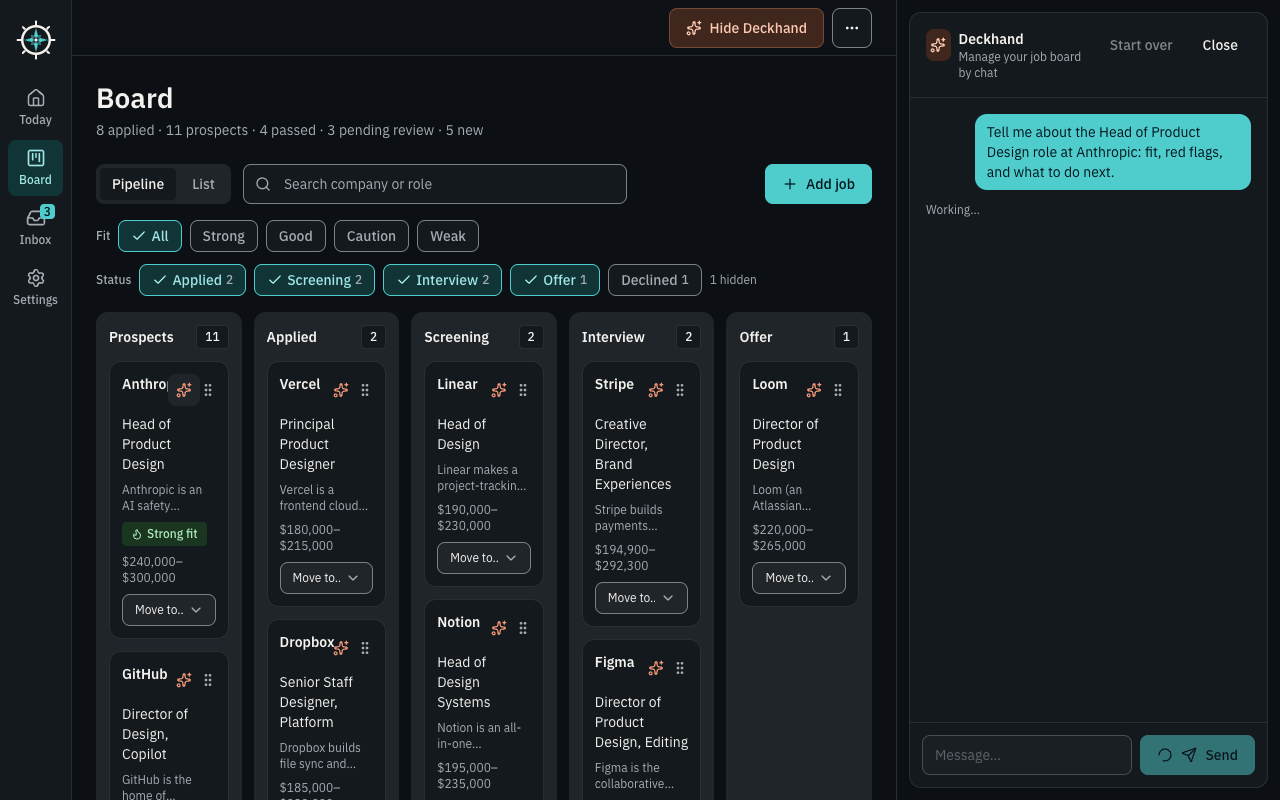 Today
Board
3
Inbox
Settings
Hide Deckhand
Board
8 applied · 11 prospects · 4 passed · 3 pending review · 5 new
Pipeline
List
Search company or role
Add job
Fit
All
Strong
Good
Caution
Weak
Status
Applied 2
Screening 2
Interview 2
Offer 1
Declined 1
1 hidden
Prospects
11
Anthro
Head of
Product
Design
Anthropic is an
AI safety...
Strong fit
$240,000–
$300,000
Move to..
GitHub
Director of
Design,
Copilot
GitHub is the
home of...
Applied
2
Vercel
Principal
Product
Designer
Vercel is a
frontend cloud...
$180,000–
$215,000
Move to..
Dropbox
Senior Staff
Designer,
Platform
Dropbox builds
file sync and...
$185,000–
Screening
2
Linear
Head of
Design
Linear makes a
project-trackin...
$190,000–
$230,000
Move to..
Notion
Head of
Design
Systems
Notion is an all-
in-one...
$195,000–
$235,000
Interview
2
Stripe
Creative
Director,
Brand
Experiences
Stripe builds
payments...
$194,900–
$292,300
Move to..
Figma
Director of
Product
Design, Editing
Figma is the
collaborative...
Offer
1
Loom
Director of
Product
Design
Loom (an
Atlassian...
$220,000–
$265,000
Move to..
Deckhand
Manage your job board
by chat
Start over
Close
Tell me about the Head of Product
Design role at Anthropic: fit, red flags,
and what to do next.
Working...
Message...
Send